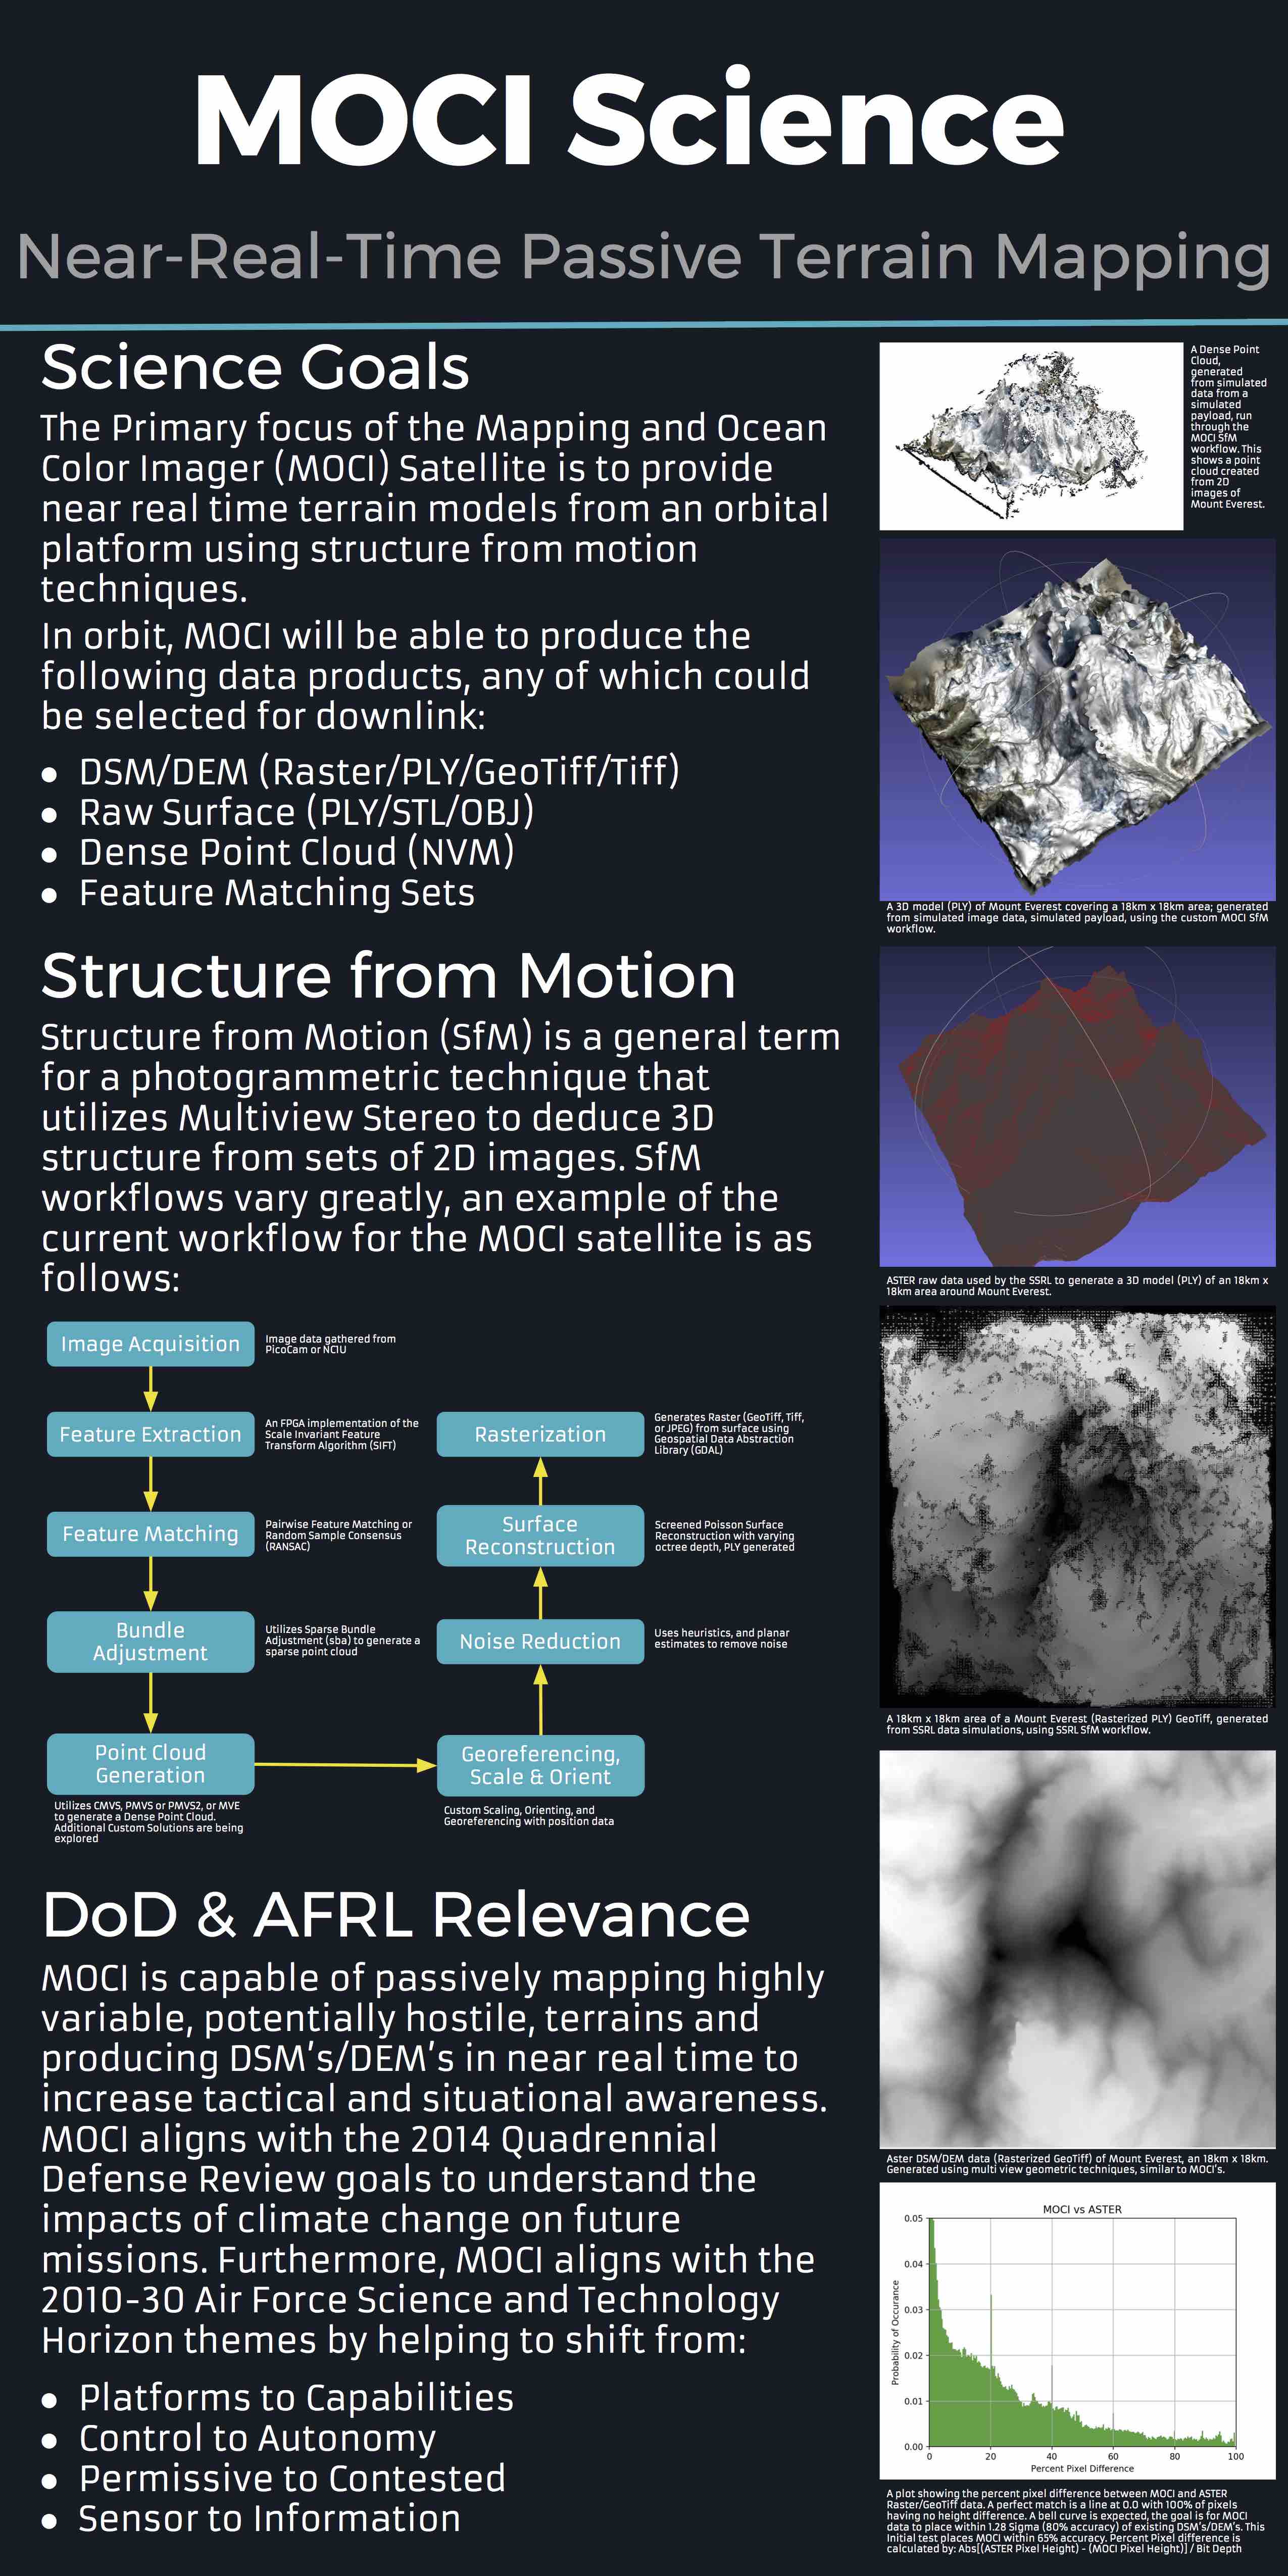 MOCI Science
Near-Real-Time Passive Terrain Mapping
Science Goals
The Primary focus of the Mapping and Ocean
Color Imager (MOCI) Satellite is to provide
near real time terrain models from an orbital
platform using structure from motion
techniques.
In orbit, MOCI will be able to produce the
following data products, any of which could
be selected for downlink:
● DSM/DEM (Raster/PLY/GeoTiff/Tiff)
● Raw Surface (PLY/STL/OBJ)
● Dense Point Cloud (NVM)
● Feature Matching Sets
Structure from Motion
Structure from Motion (SfM) is a general term
for a photogrammetric technique that
utilizes Multiview Stereo to deduce 3D
structure from sets of 2D images. SfM
workflows vary greatly, an example of the
current workflow for the MOCI satellite is as
follows:
Image Acquisition
Image data gathered from
PicoCam or NCIU
Feature Extraction
An FPGA implementation of the
Scale Invariant Feature
Transform Algorithm (SIFT)
Feature Matching
Pairwise Feature Matching or
Random Sample Consensus
(RANSAC)
Bundle
Adjustment
Utilizes Sparse Bundle
Adjustment (sba) to generate a
sparse point cloud
Point Cloud
Generation
Utilizes CMVS, PMVS or PMVS2, or MVE
to generate a Dense Point Cloud.
Additional Custom Solutions are being
explored
Georeferencing,
Scale & Orient
Custom Scaling, Orienting, and
Georeferencing with position data
Noise Reduction
Uses heuristics, and planar
estimates to remove noise
Surface
Reconstruction
Screened Poisson Surface
Reconstruction with varying
octree depth, PLY generated
Rasterization
Generates Raster (GeoTiff, Tiff,
or JPEG) from surface using
Geospatial Data Abstraction
Library (GDAL)
DoD & AFRL Relevance
MOCI is capable of passively mapping highly
variable, potentially hostile, terrains and
producing DSM's/DEM's in near real time to
increase tactical and situational awareness.
MOCI aligns with the 2014 Quadrennial
Defense Review goals to understand the
impacts of climate change on future
missions. Furthermore, MOCI aligns with the
2010-30 Air Force Science and Technology
Horizon themes by helping to shift from:
● Platforms to Capabilities
● Control to Autonomy
● Permissive to Contested
● Sensor to Information
A Dense Point
Cloud,
generated
from simulated
data from a
simulated
payload, run
through the
MOCI SfM
workflow. This
shows a point
cloud created
from 2D
images of
Mount Everest.
A 3D model (PLY) of Mount Everest covering a 18km x 18km area; generated
from simulated image data, simulated payload, using the custom MOCI SfM
workflow.
ASTER raw data used by the SSRL to generate a 3D model (PLY) of an 18km x
18km area around Mount Everest.
A 18km x 18km area of a Mount Everest (Rasterized PLY) GeoTiff, generated
from SSRL data simulations, using SSRL SfM workflow.
Aster DSM/DEM data (Rasterized GeoTiff) of Mount Everest, an 18km x 18km.
Generated using multi view geometric techniques, similar to MOCI's.
MOCI vs ASTER
Probability of Occurance
0.05
0.04
0.03
0.02
0.01
0.00
0 20 40 60 80 100
Percent Pixel Difference
A plot showing the percent pixel difference between MOCI and ASTER
Raster/GeoTiff data. A perfect match is a line at 0.0 with 100% of pixels
having no height difference. A bell curve is expected, the goal is for MOCI
data to place within 1.28 Sigma (80% accuracy) of existing DSM's/DEM's. This
Initial test places MOCI within 65% accuracy. Percent Pixel difference is
calculated by: Abs[(ASTER Pixel Height) - (MOCI Pixel Height)] / Bit Depth